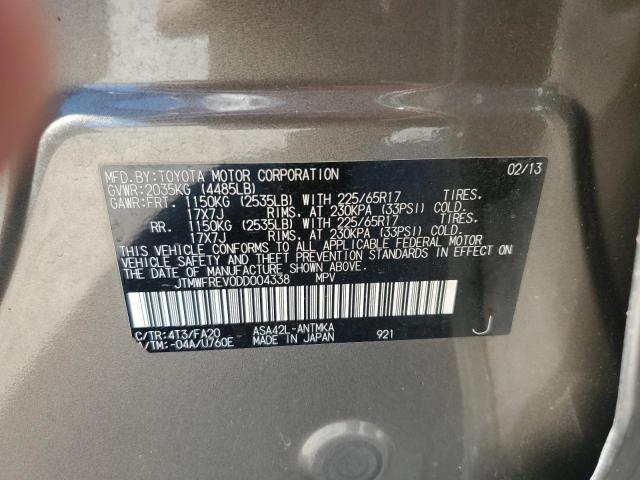 MFD.BY:TOYOTA MOTOR CORPORATION 02/13
GVWR:2035KG (4485LB)
GAWR:FRT. 1150KG (2535LB) WITH 225/65R17 TIRES.
17X7J RIMS. AT 230KPA (33PSI) COLD.
RR. 1150KG (2535LB) WITH 225/65R17 TIRES.
17X7J RIMS. AT 230KPA (33PSI) COLD.
THIS VEHICLE CONFORMS TO ALL APPLICABLE FEDERAL MOTOR
VEHICLE SAFETY AND THEFT PREVENTION STANDARDS IN EFFECT ON
THE DATE OF MANUFACTURE SHOWN ABOVE.
JTMWFREV0DD004338 MPV
C/TR:4T3/FA20 ASA42L-ANTMKA
/TM:-04A/U760E MADE IN JAPAN 921 J